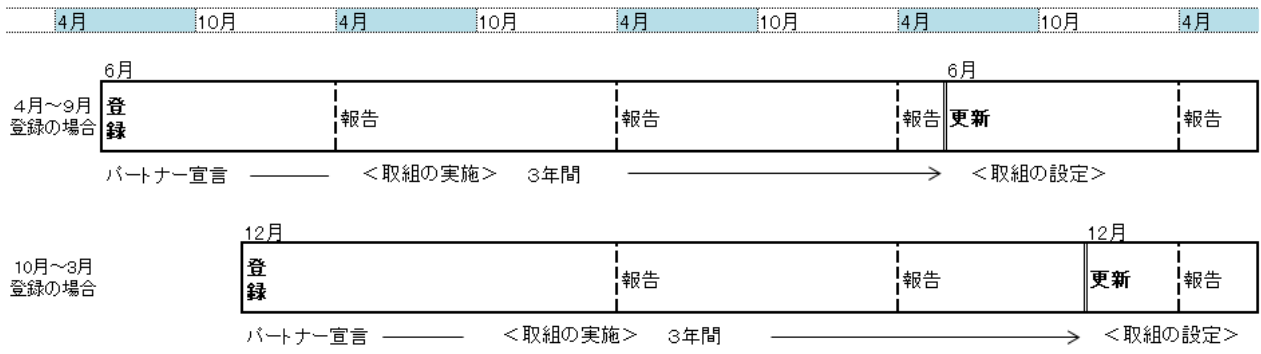 4月 10月 4月 10月 4月 10月 4月 10月 4月
6月 6月
4月～9月
登録の場合
登録 報告 報告 報告 更新 報告
パートナー宣言 ＜取組の実施＞ 3年間 ＜取組の設定＞
12月 12月
10月～3月
登録の場合
登録 報告 報告 更新 報告
パートナー宣言 ＜取組の実施＞ 3年間 ＜取組の設定＞